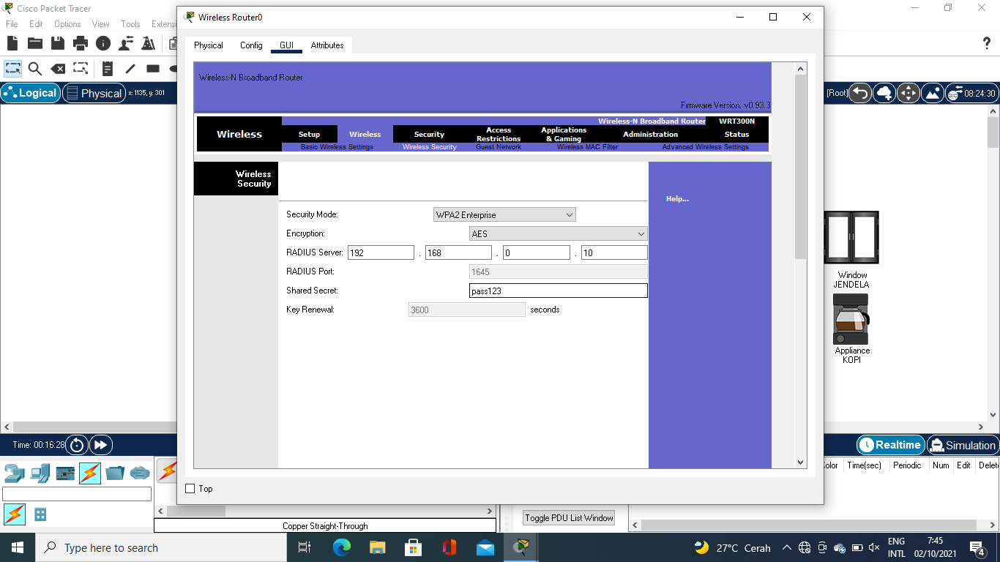 Cisco Packet Tracer
File Edit Options View Tools Extensi
Logical
Physical
x: 1135, y: 301
[Root]
08:24:30
Wireless Router0
Physical Config GUI Attributes
Wireless-N Broadband Router
Firmware Version: v0.93.3
Wireless-N Broadband Router WRT300N
Wireless
Setup Wireless Security Access Restrictions Applications & Gaming Administration Status
Basic Wireless Settings Wireless Security Guest Network Wireless MAC Filter Advanced Wireless Settings
Wireless
Security
Help...
Security Mode: WPA2 Enterprise
Encryption: AES
RADIUS Server: 192 . 168 . 0 . 10
RADIUS Port: 1645
Shared Secret: pass123
Key Renewal: 3600 seconds
Top
Window
JENDELA
Appliance
KOPI
Time: 00:16:28
Realtime
Simulation
Color Time(sec) Periodic Num Edit Delet
Toggle PDU List Window
Copper Straight-Through
Type here to search
27°C Cerah
ENG
INTL
7:45
02/10/2021
4